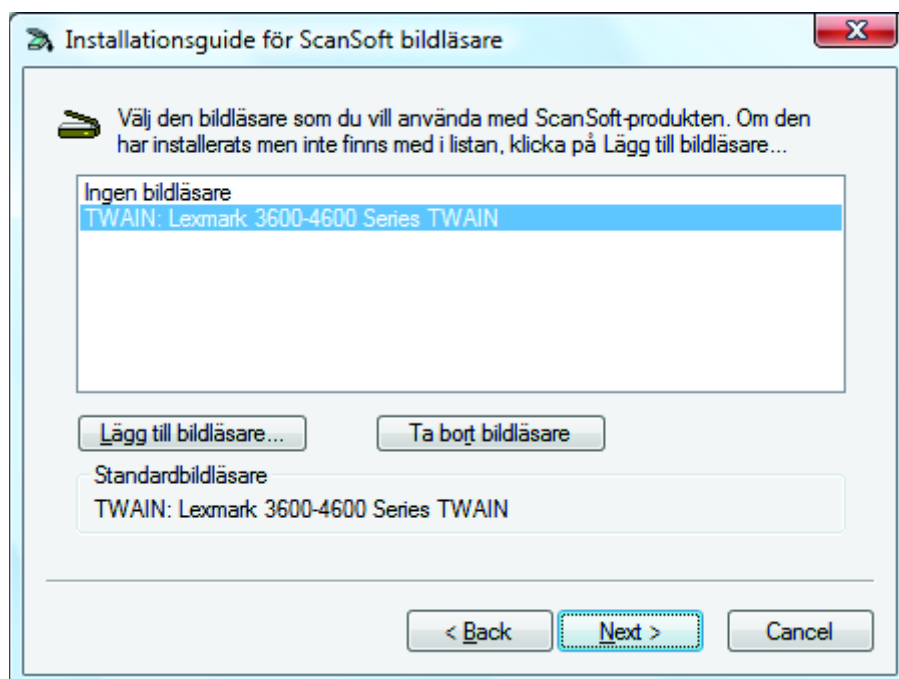 Installationsguide för ScanSoft bildläsare
Välj den bildläsare som du vill använda med ScanSoft-produkten. Om den
har installerats men inte finns med i listan, klicka på Lägg till bildläsare...
Ingen bildläsare
TWAIN: Lexmark 3600-4600 Series TWAIN
Lägg till bildläsare...
Ta bort bildläsare
Standardbildläsare
TWAIN: Lexmark 3600-4600 Series TWAIN
< Back
Next >
Cancel